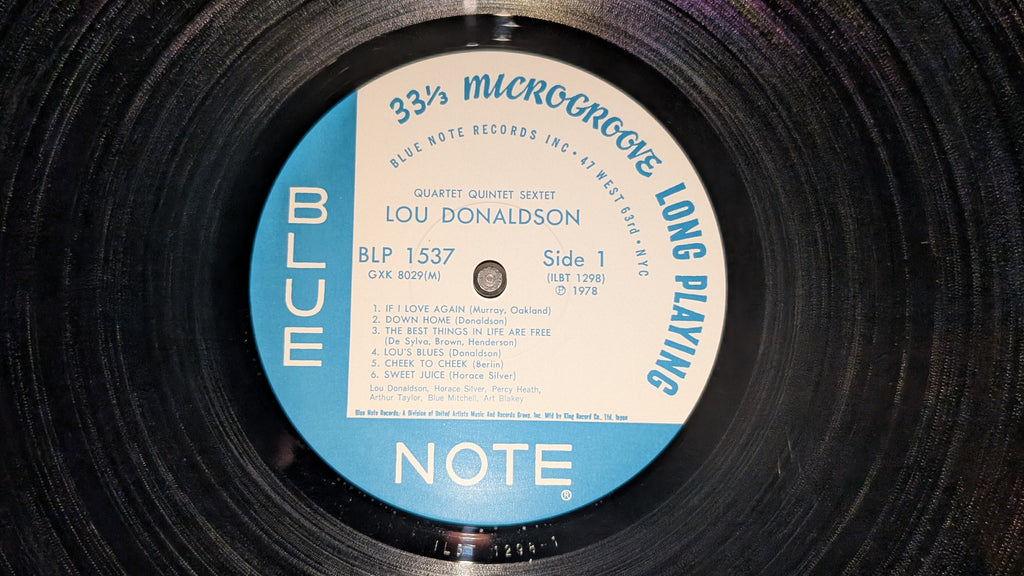 33⅓ MICROGROOVE LONG PLAYING
BLUE NOTE RECORDS INC • 47 WEST 63rd • NYC
QUARTET QUINTET SEXTET
LOU DONALDSON
BLP 1537
GXK 8029(M)
Side 1
(ILBT 1298)
Ⓟ 1978
1. IF I LOVE AGAIN (Murray, Oakland)
2. DOWN HOME (Donaldson)
3. THE BEST THINGS IN LIFE ARE FREE
(De Sylva, Brown, Henderson)
4. LOU'S BLUES (Donaldson)
5. CHEEK TO CHEEK (Berlin)
6. SWEET JUICE (Horace Silver)
Lou Donaldson, Horace Silver, Percy Heath,
Arthur Taylor, Blue Mitchell, Art Blakey
Blue Note Records; A Division of United Artists Music And Records Group, Inc. Mfd by King Record Co., Ltd. Japan
BLUE
NOTE
®
1298-1